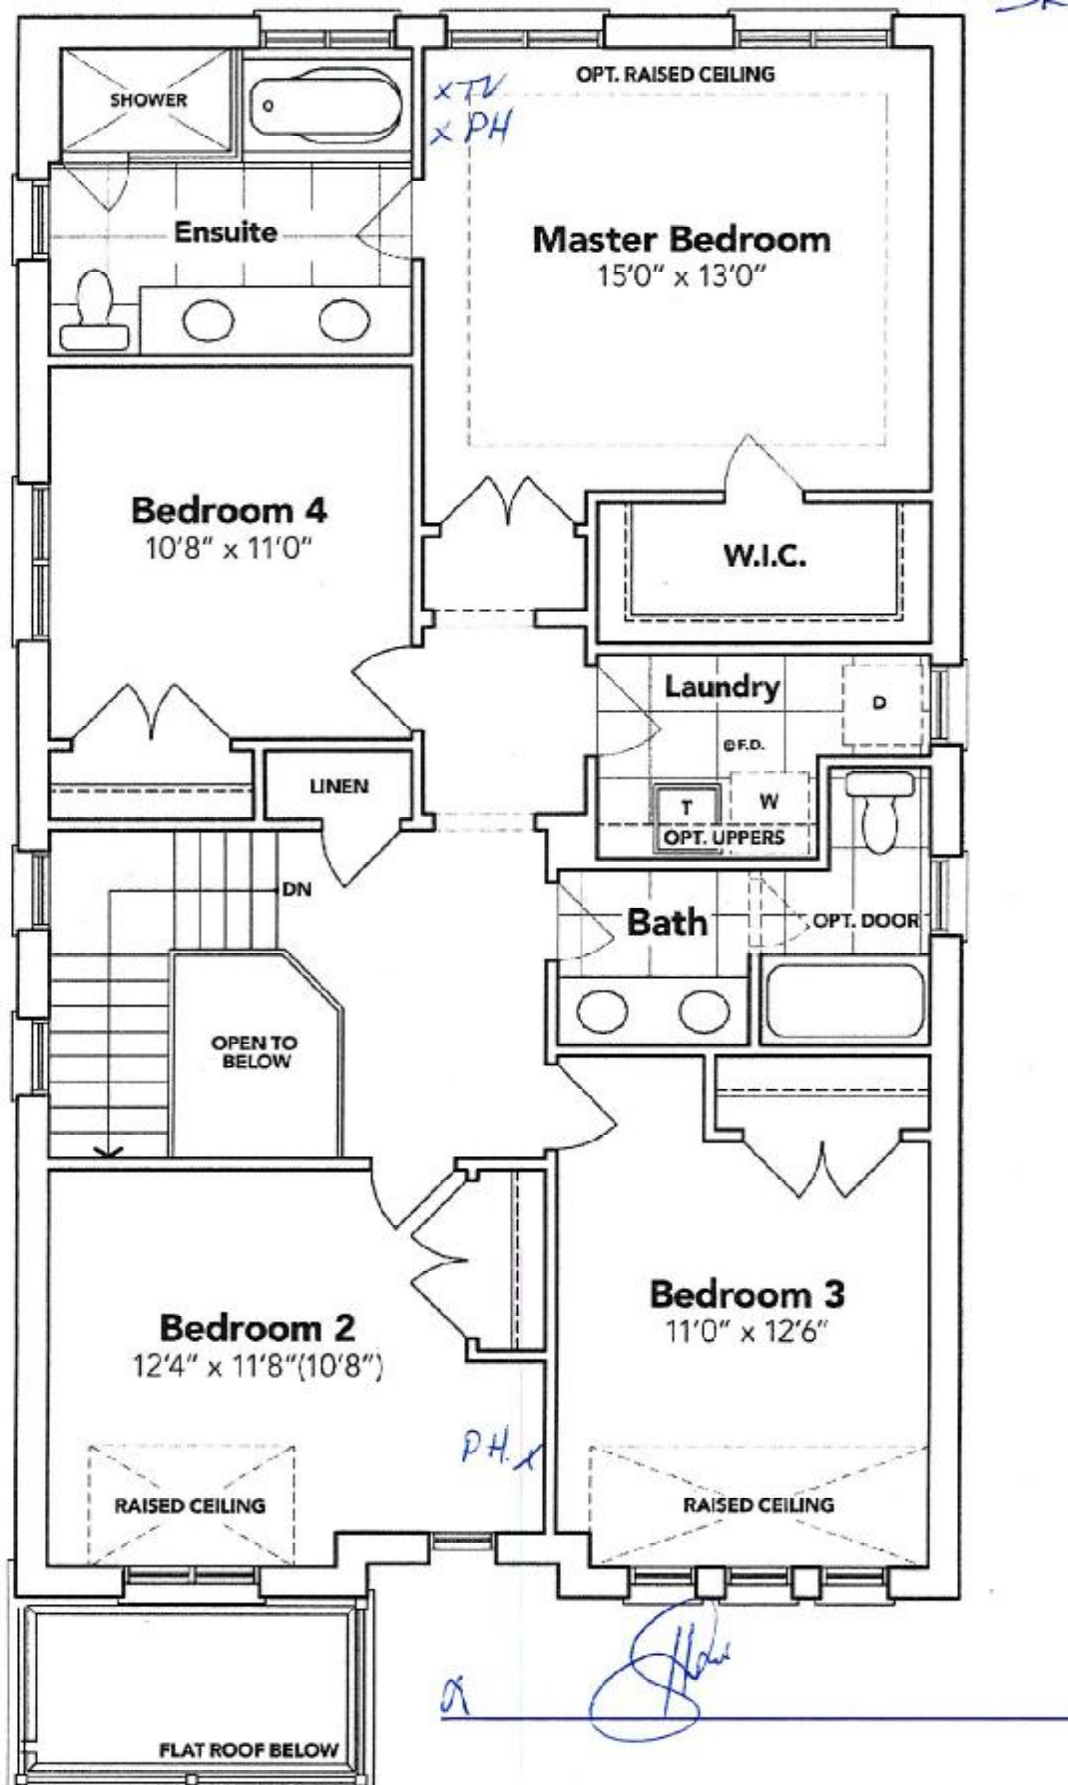 SHOWER
x TV
x PH
OPT. RAISED CEILING
Ensuite
Master Bedroom
15'0" x 13'0"
Bedroom 4
10'8" x 11'0"
W.I.C.
Laundry
D
F.D.
LINEN
T
W
OPT. UPPERS
DN
Bath
OPT. DOOR
OPEN TO
BELOW
Bedroom 2
12'4" x 11'8"(10'8")
Bedroom 3
11'0" x 12'6"
PH. x
RAISED CEILING
RAISED CEILING
x
FLAT ROOF BELOW